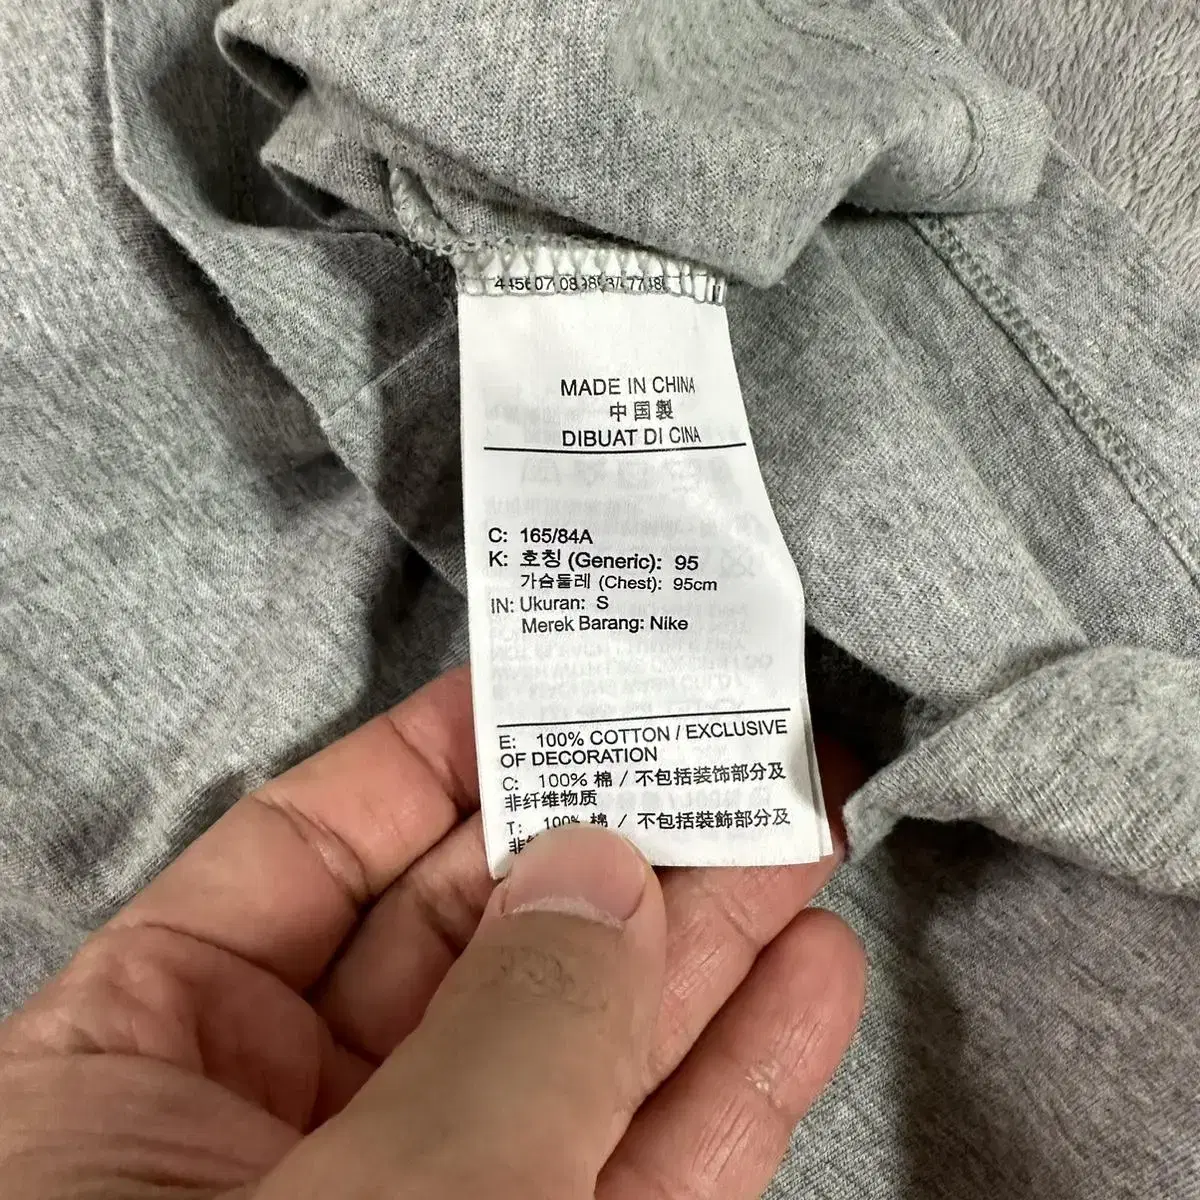 MADE IN CHINA
中国製
DIBUAT DI CINA
C: 165/84A
K: 호칭 (Generic): 95
가슴둘레 (Chest): 95cm
IN: Ukuran: S
Merek Barang: Nike
E: 100% COTTON / EXCLUSIVE
OF DECORATION
C: 100% 棉 / 不包括装饰部分及
非纤维物质
T: 100% 棉 / 不包括裝飾部分及
非